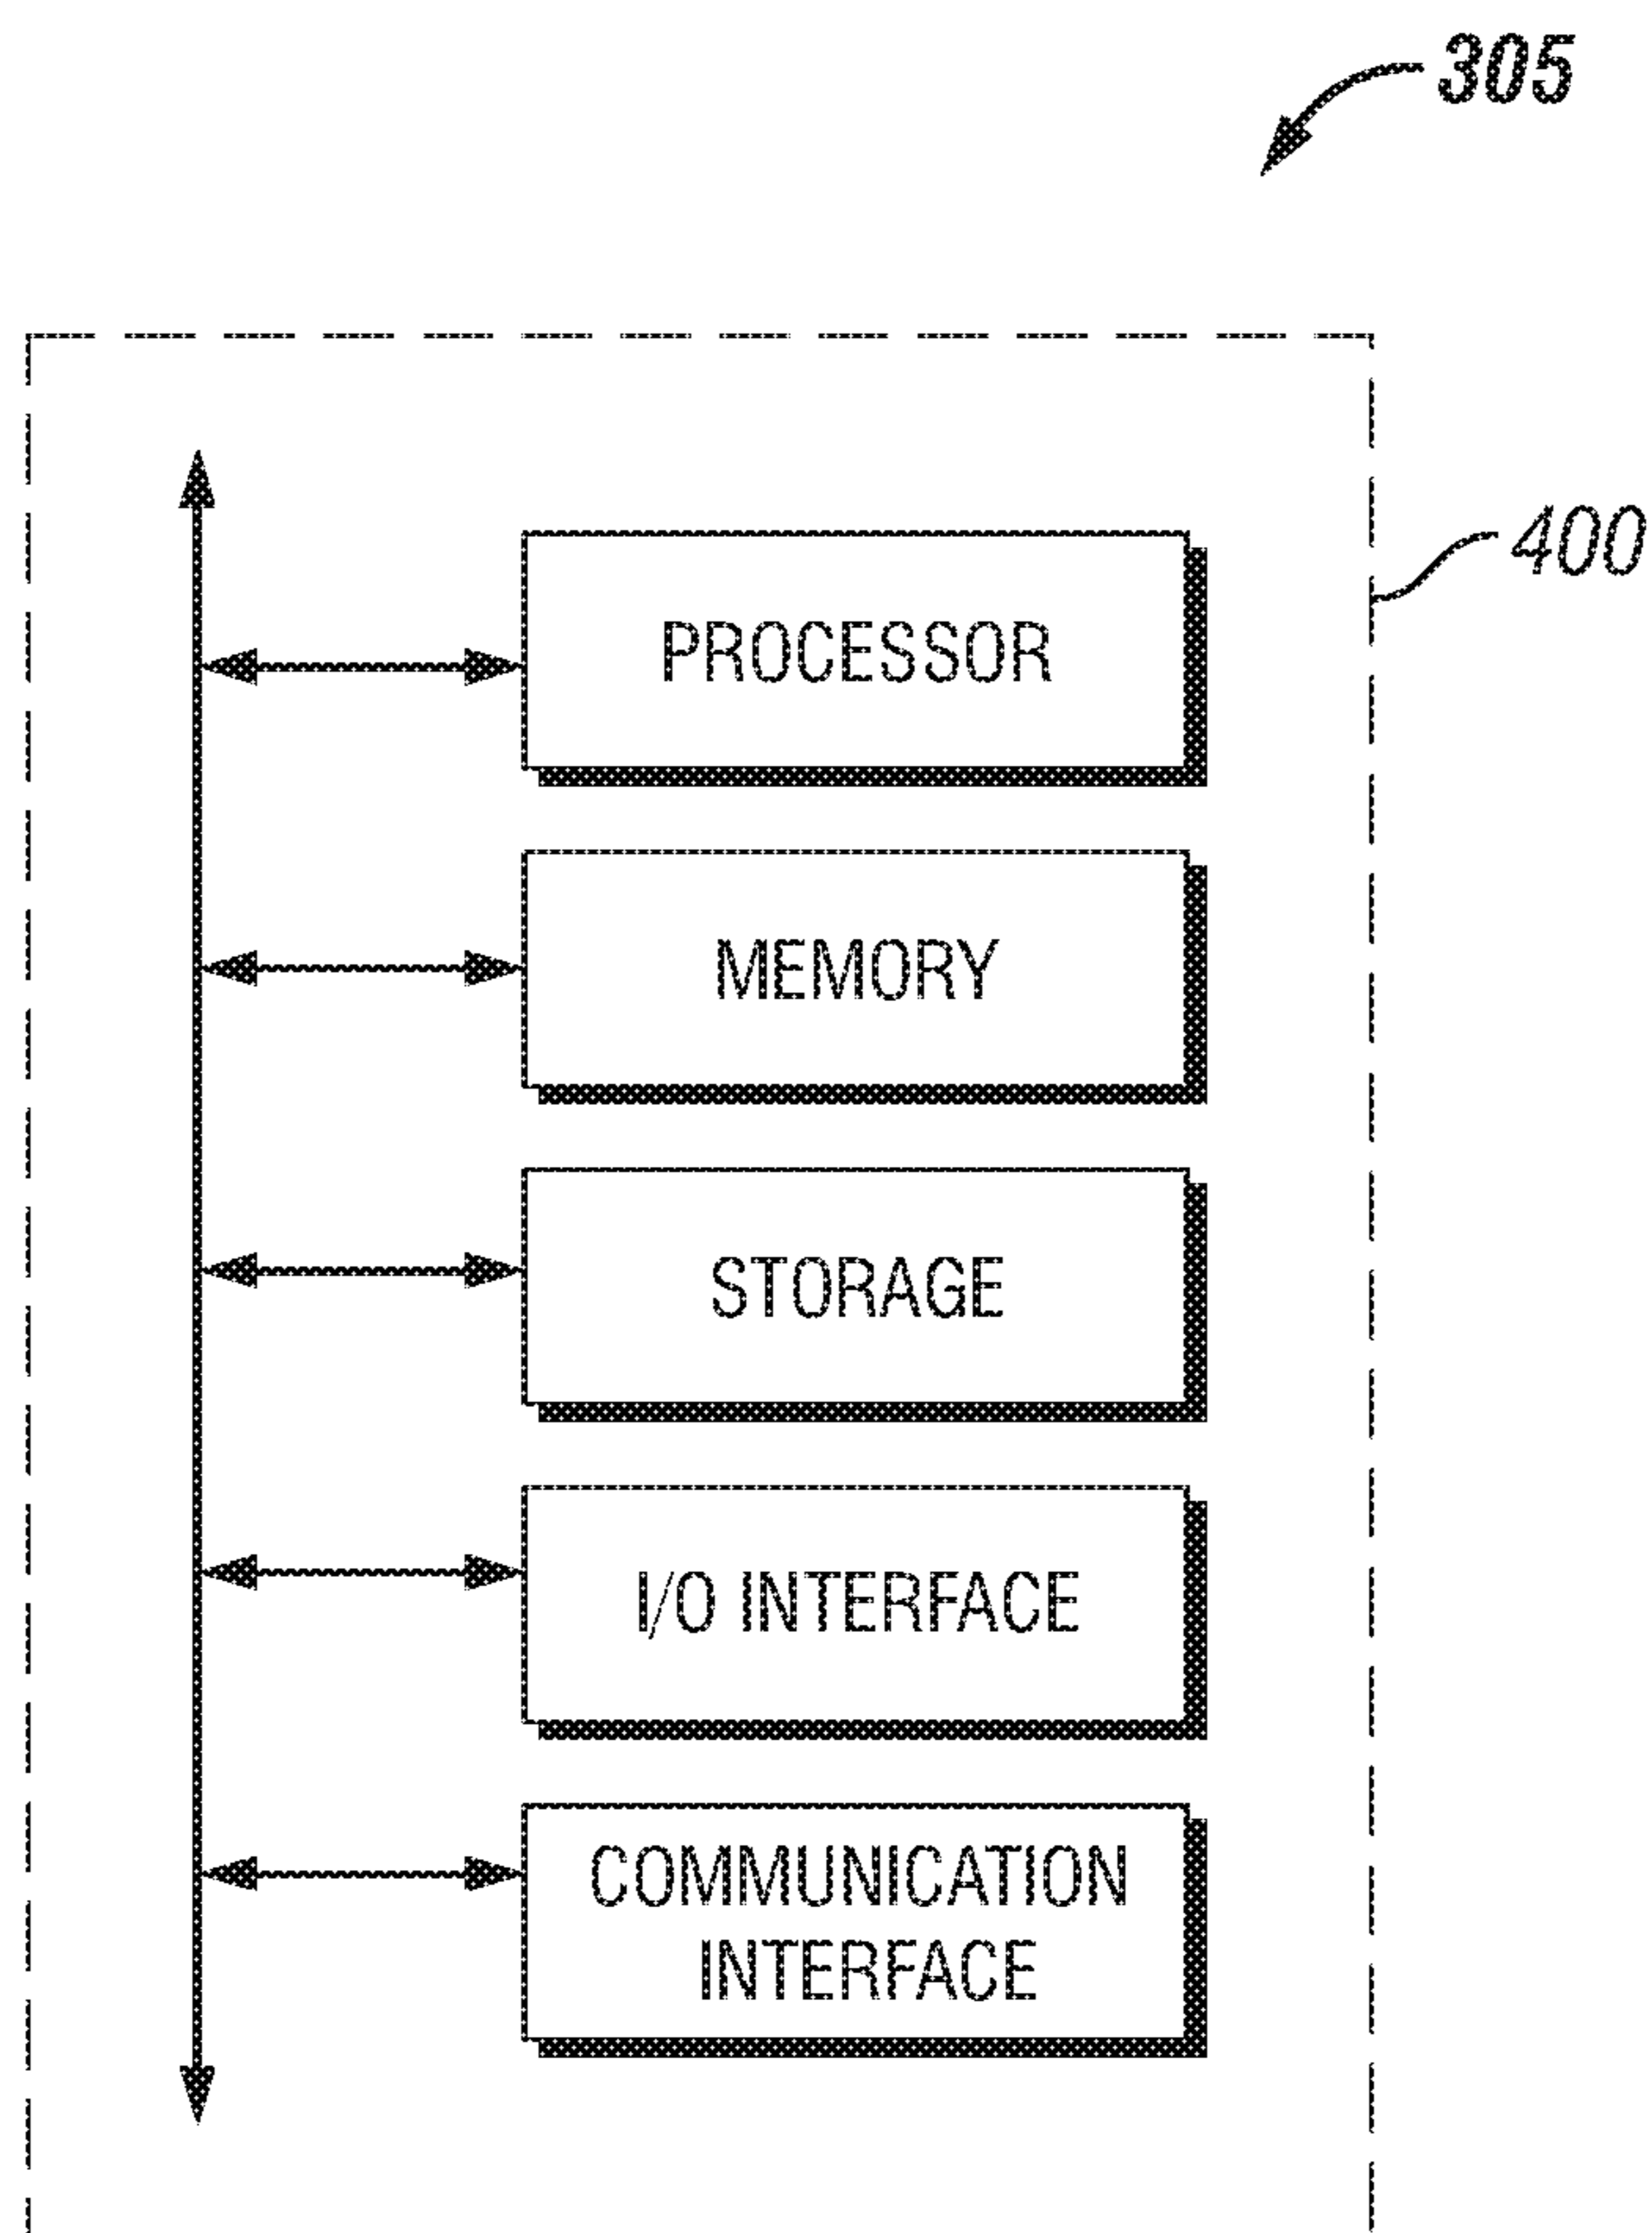 305
400
PROCESSOR
MEMORY
STORAGE
I/O INTERFACE
COMMUNICATION
INTERFACE